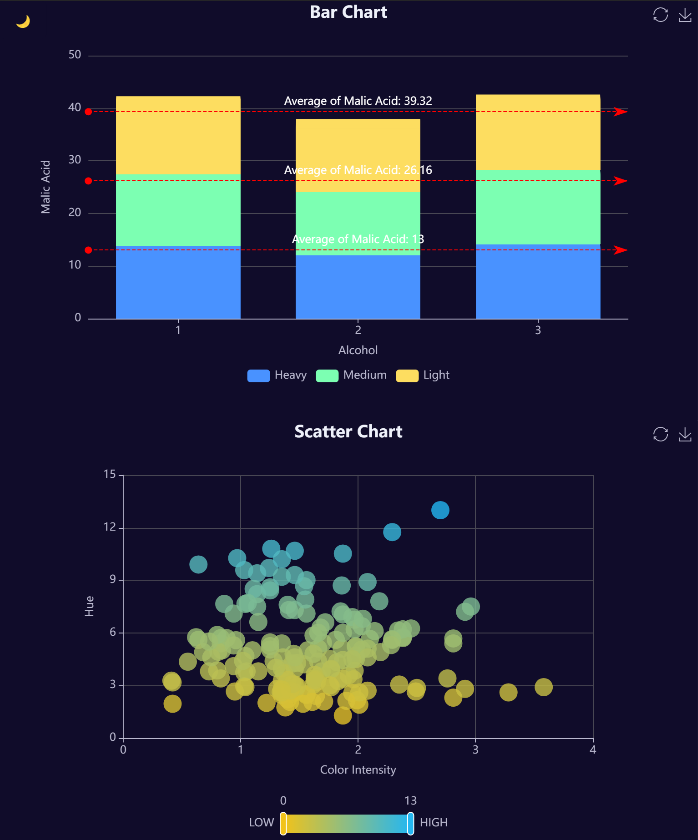 Bar Chart
50
40
30
20
10
0
Malic Acid
Average of Malic Acid: 39.32
Average of Malic Acid: 26.16
Average of Malic Acid: 13
1 2 3
Alcohol
Heavy Medium Light
Scatter Chart
15
12
9
6
3
0
Hue
0 1 2 3 4
Color Intensity
0 13
LOW HIGH